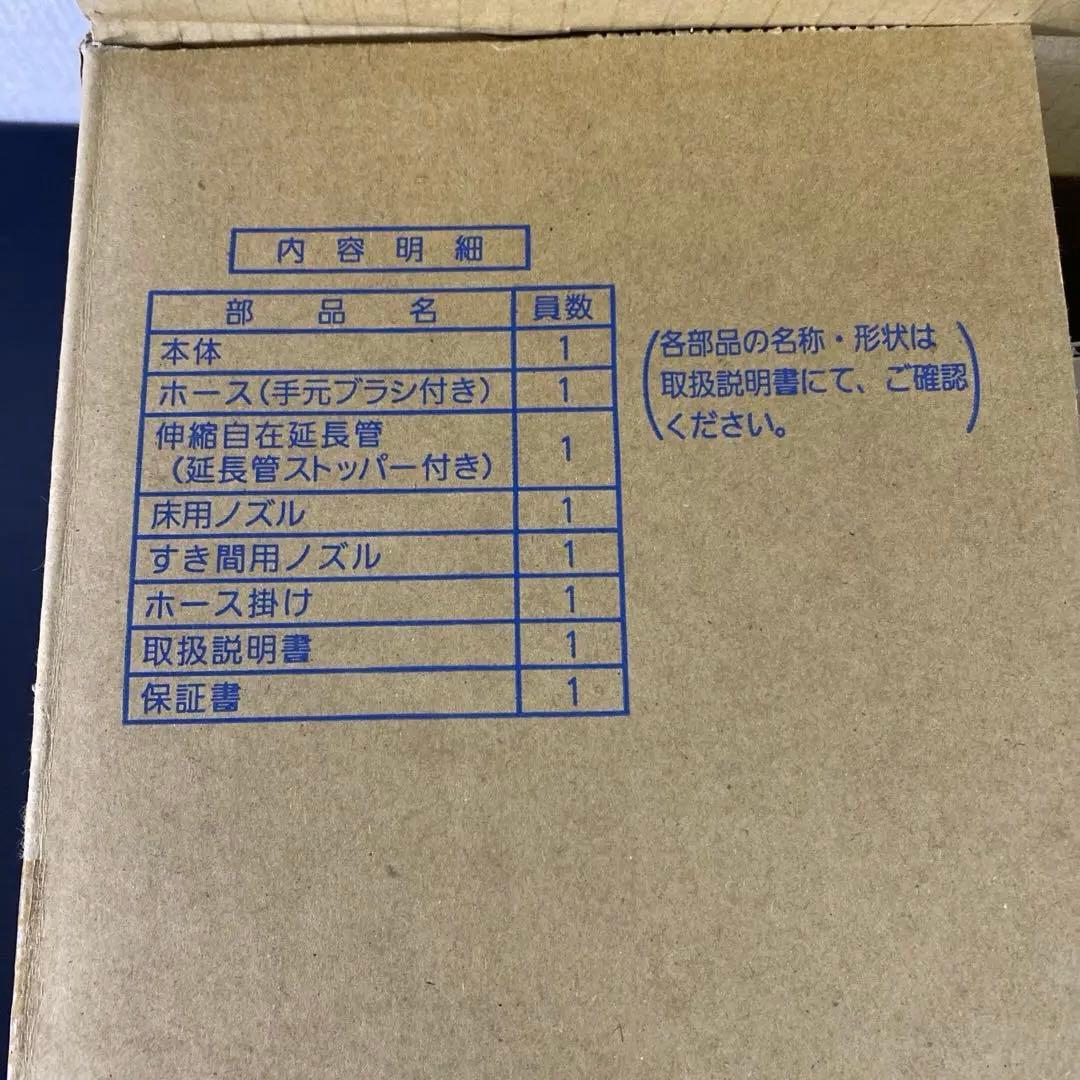 内容明細
部品名 員数
本体 1
ホース(手元ブラシ付き) 1
伸縮自在延長管
(延長管ストッパー付き) 1
床用ノズル 1
すき間用ノズル 1
ホース掛け 1
取扱説明書 1
保証書 1
(各部品の名称・形状は
取扱説明書にて、ご確認
ください。)